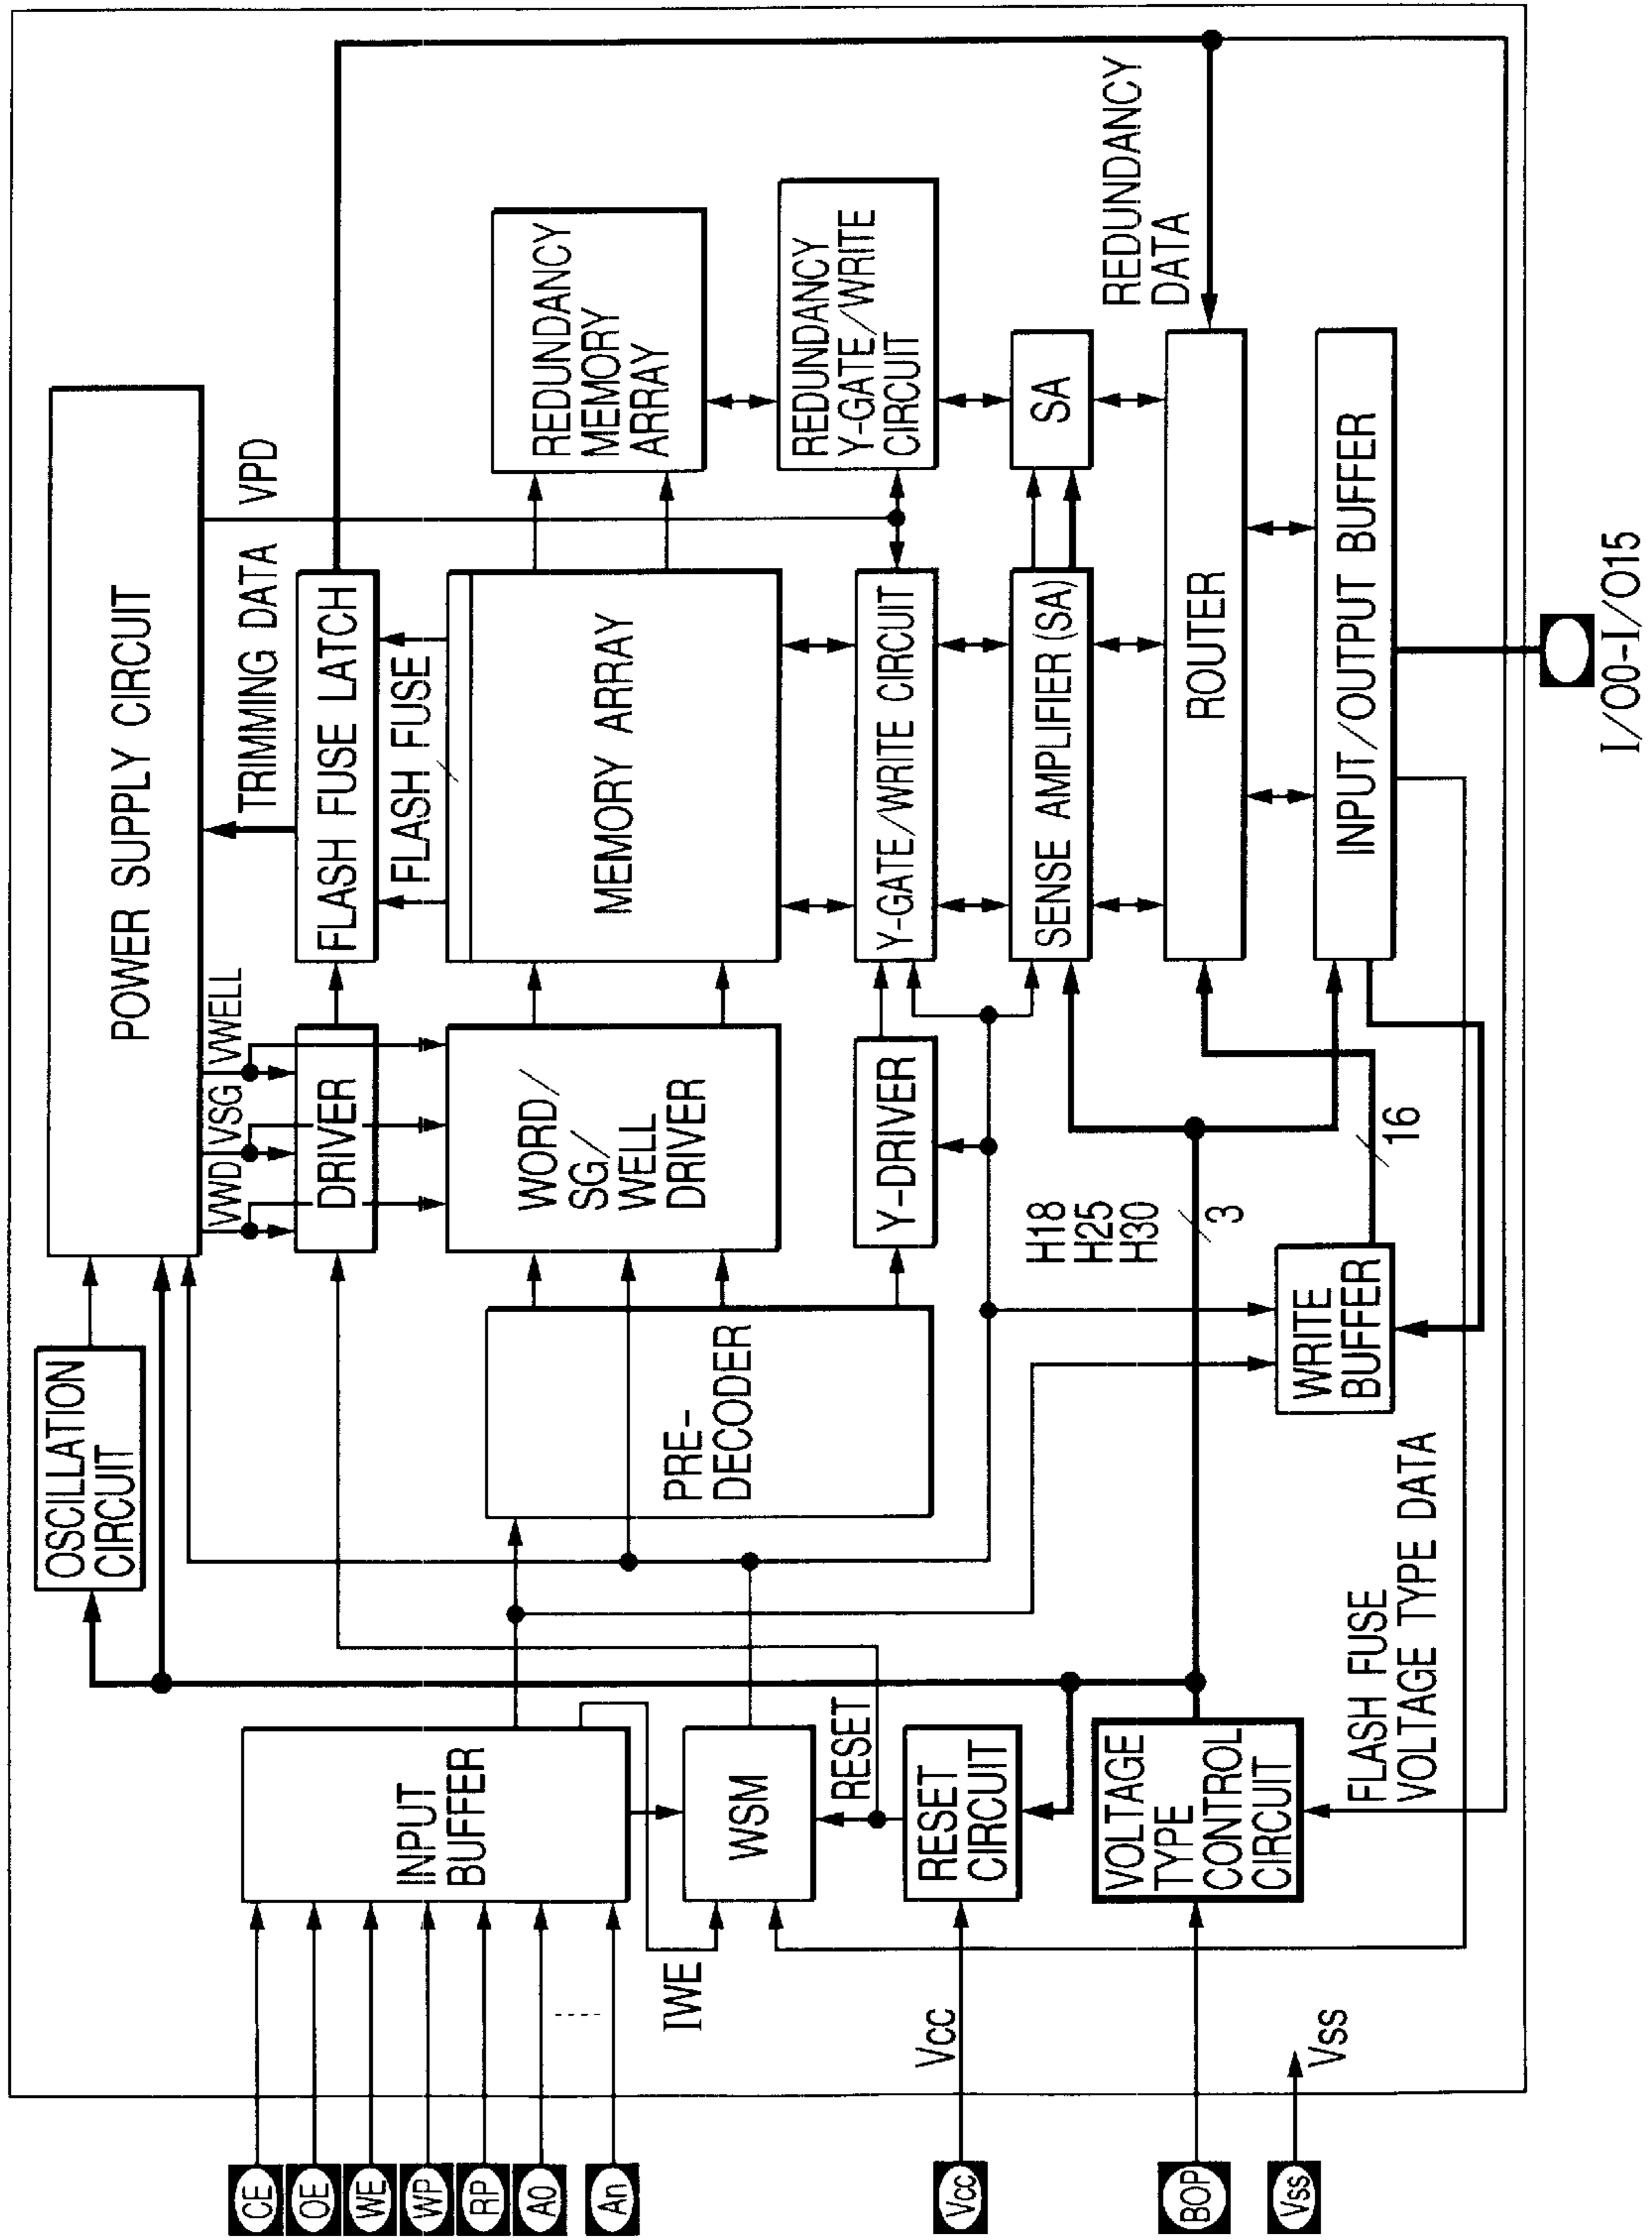 POWER SUPPLY CIRCUIT
OSCILLATION
CIRCUIT
VWD
VSG
VWELL
TRIMMING DATA
VPD
DRIVER
FLASH FUSE LATCH
FLASH FUSE
INPUT
BUFFER
CE
OE
WE
WP
RP
A0
An
PRE-
DECODER
WORD/
SG/
WELL
DRIVER
MEMORY ARRAY
REDUNDANCY
MEMORY
ARRAY
IWE
WSM
RESET
Y-DRIVER
Y-GATE/WRITE CIRCUIT
REDUNDANCY
Y-GATE/WRITE
CIRCUIT
Vcc
Vcc
RESET
CIRCUIT
H18
H25
H30
3
SENSE AMPLIFIER (SA)
SA
REDUNDANCY
DATA
BOP
VOLTAGE
TYPE
CONTROL
CIRCUIT
ROUTER
Vss
Vss
FLASH FUSE
VOLTAGE TYPE DATA
WRITE
BUFFER
16
INPUT/OUTPUT BUFFER
I/O0-I/O15